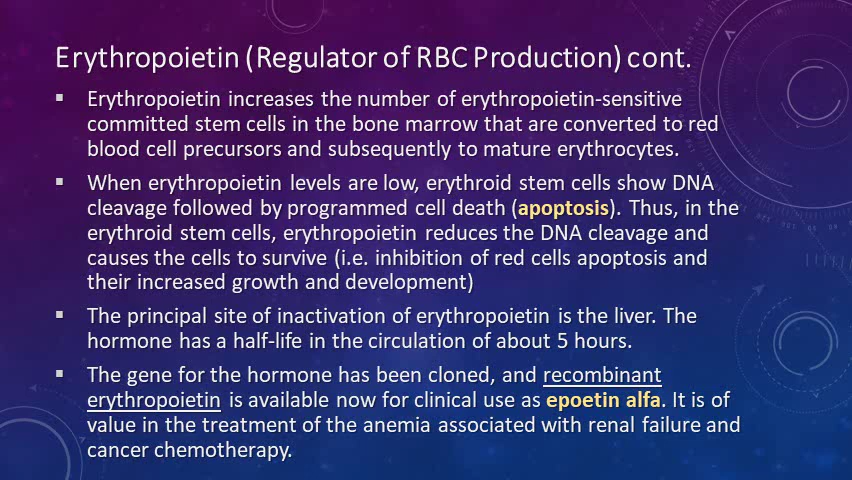 Erythropoietin (Regulator of RBC Production) cont.
▪ Erythropoietin increases the number of erythropoietin-sensitive
committed stem cells in the bone marrow that are converted to red
blood cell precursors and subsequently to mature erythrocytes.
▪ When erythropoietin levels are low, erythroid stem cells show DNA
cleavage followed by programmed cell death (apoptosis). Thus, in the
erythroid stem cells, erythropoietin reduces the DNA cleavage and
causes the cells to survive (i.e. inhibition of red cells apoptosis and
their increased growth and development)
▪ The principal site of inactivation of erythropoietin is the liver. The
hormone has a half-life in the circulation of about 5 hours.
▪ The gene for the hormone has been cloned, and recombinant
erythropoietin is available now for clinical use as epoetin alfa. It is of
value in the treatment of the anemia associated with renal failure and
cancer chemotherapy.